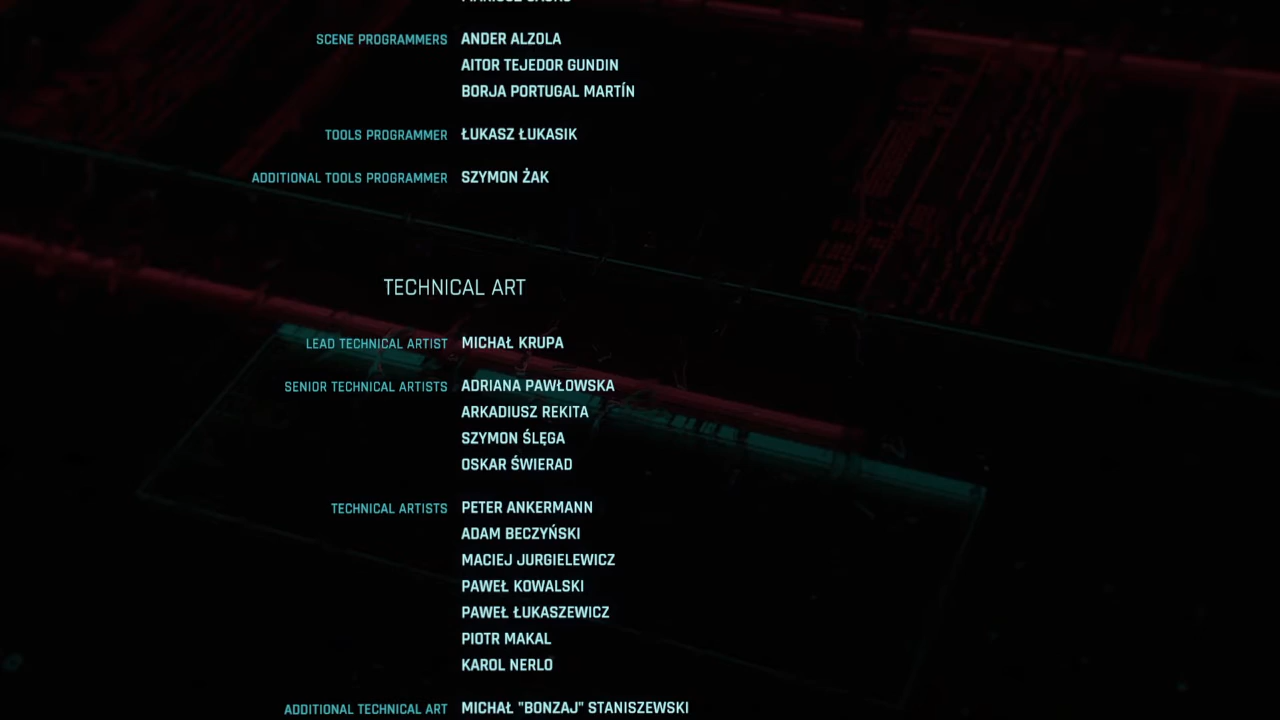 SCENE PROGRAMMERS ANDER ALZOLA
AITOR TEJEDOR GUNDIN
BORJA PORTUGAL MARTÍN
TOOLS PROGRAMMER ŁUKASZ ŁUKASIK
ADDITIONAL TOOLS PROGRAMMER SZYMON ŻAK
TECHNICAL ART
LEAD TECHNICAL ARTIST MICHAŁ KRUPA
SENIOR TECHNICAL ARTISTS ADRIANA PAWŁOWSKA
ARKADIUSZ REKITA
SZYMON ŚLĘGA
OSKAR ŚWIERAD
TECHNICAL ARTISTS PETER ANKERMANN
ADAM BECZYŃSKI
MACIEJ JURGIELEWICZ
PAWEŁ KOWALSKI
PAWEŁ ŁUKASZEWICZ
PIOTR MAKAL
KAROL NERLO
ADDITIONAL TECHNICAL ART MICHAŁ "BONZAJ" STANISZEWSKI